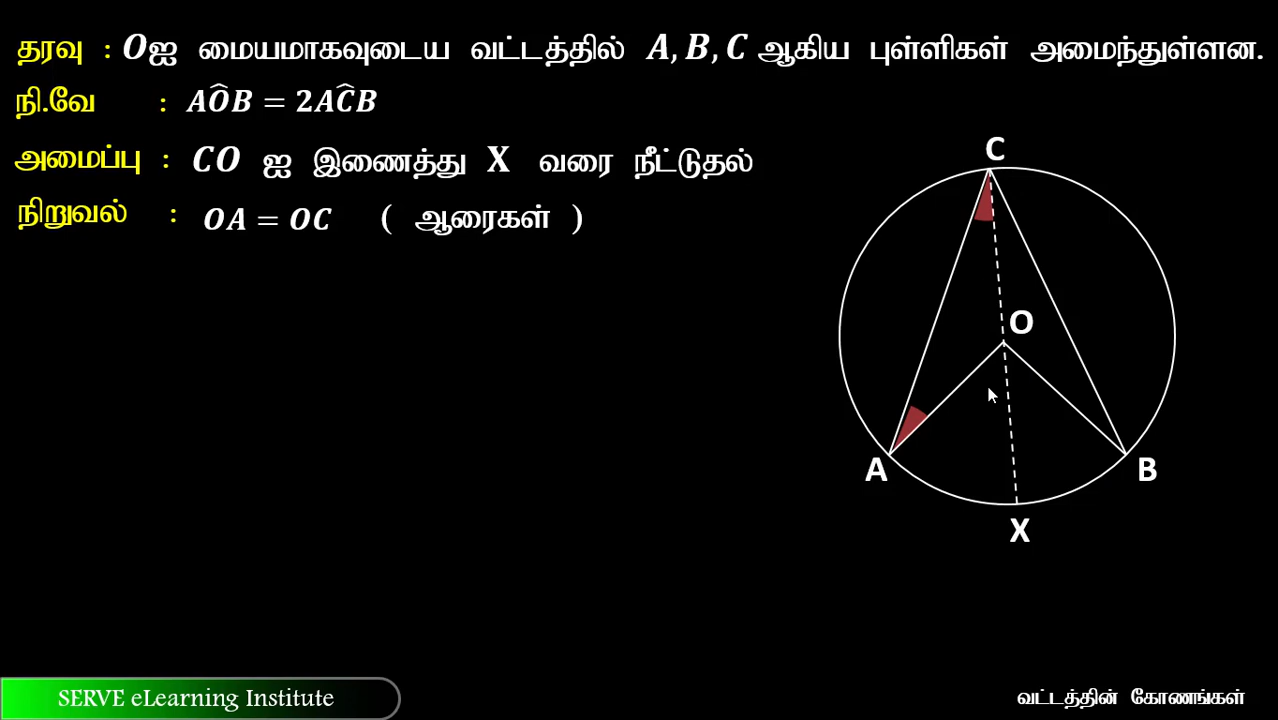 தரவு : Oஐ மையமாகவுடைய வட்டத்தில் A, B, C ஆகிய புள்ளிகள் அமைந்துள்ளன.
நி.வே : AÔB = 2AĈB
அமைப்பு : CO ஐ இணைத்து X வரை நீட்டுதல்
நிறுவல் : OA = OC ( ஆரைகள் )
C
O
A
B
X
SERVE eLearning Institute
வட்டத்தின் கோணங்கள்